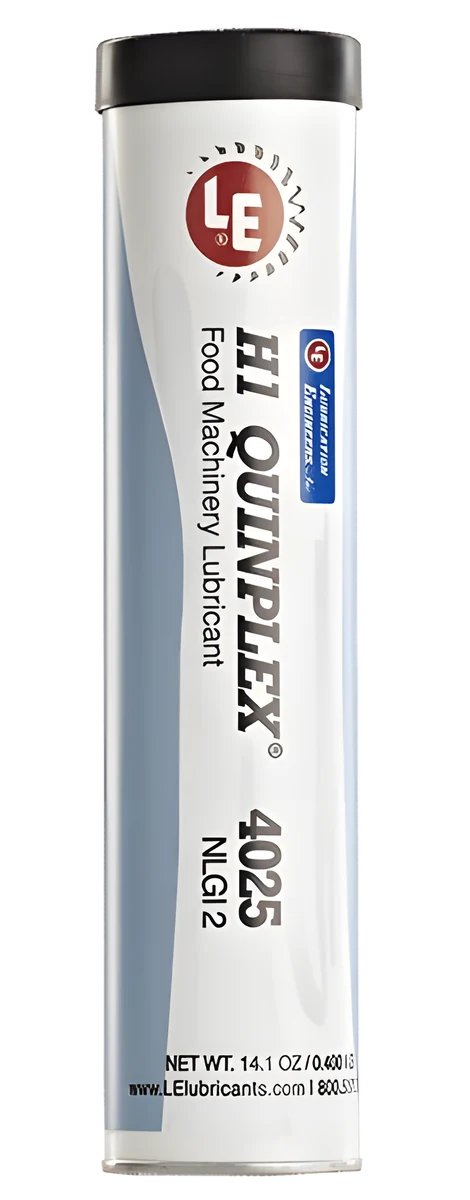 LE
®
LE
LUBRICATION
ENGINEERS
H1 QUINPLEX®
Food Machinery Lubricant
4025
NLGI 2
NET WT. 14.1 OZ /
www.LElubricants.com | 800